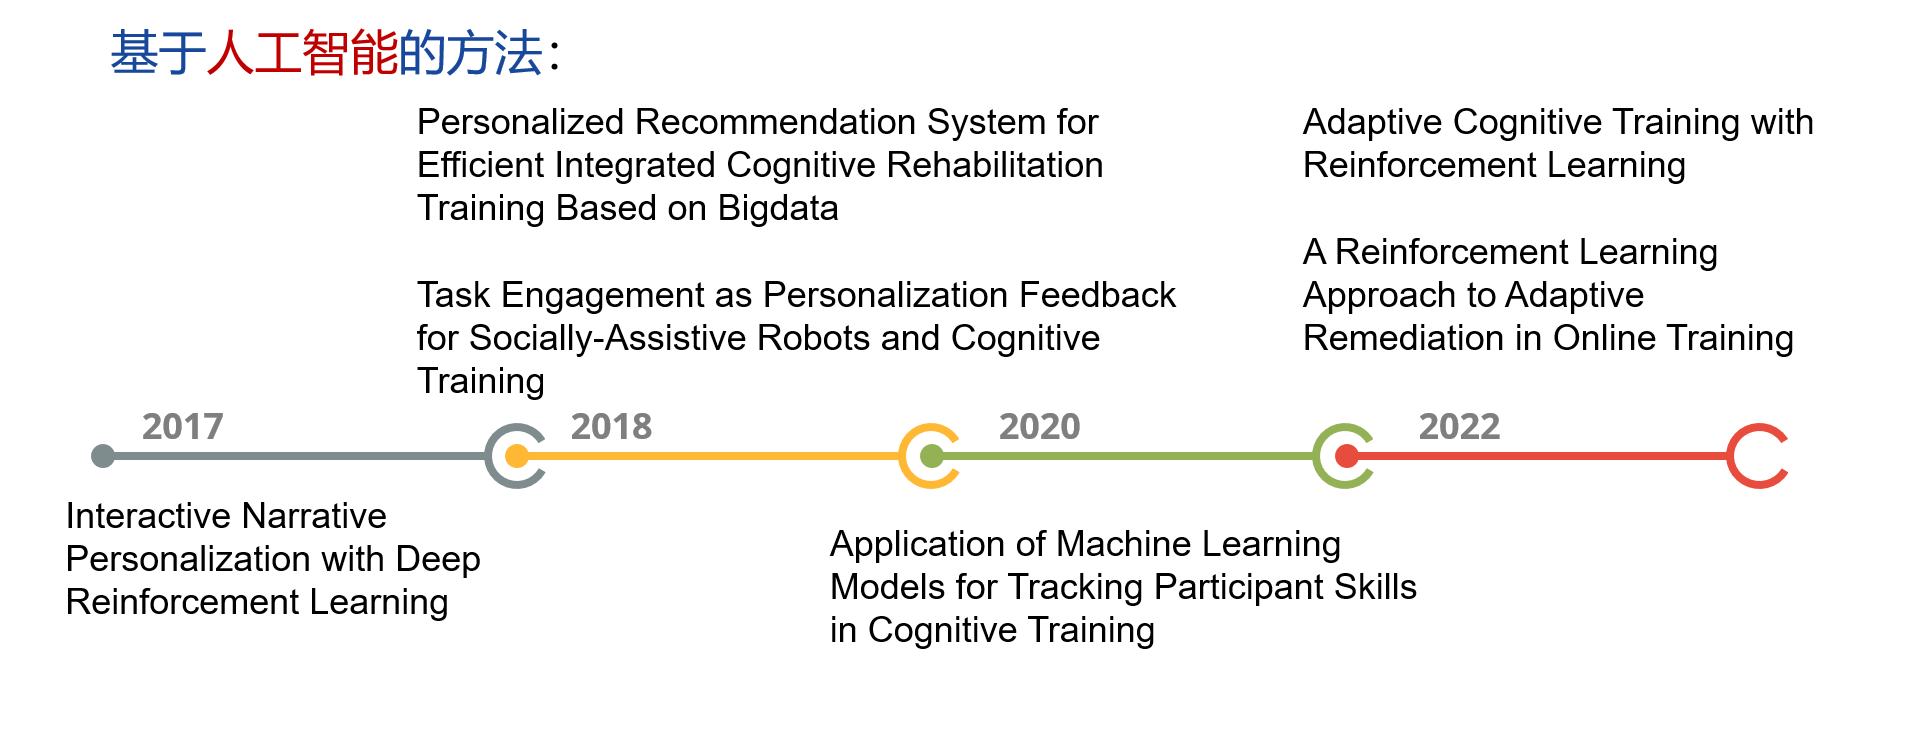 基于人工智能的方法：
Personalized Recommendation System for
Efficient Integrated Cognitive Rehabilitation
Training Based on Bigdata
Task Engagement as Personalization Feedback
for Socially-Assistive Robots and Cognitive
Training
Adaptive Cognitive Training with
Reinforcement Learning
A Reinforcement Learning
Approach to Adaptive
Remediation in Online Training
2017
2018
2020
2022
Interactive Narrative
Personalization with Deep
Reinforcement Learning
Application of Machine Learning
Models for Tracking Participant Skills
in Cognitive Training